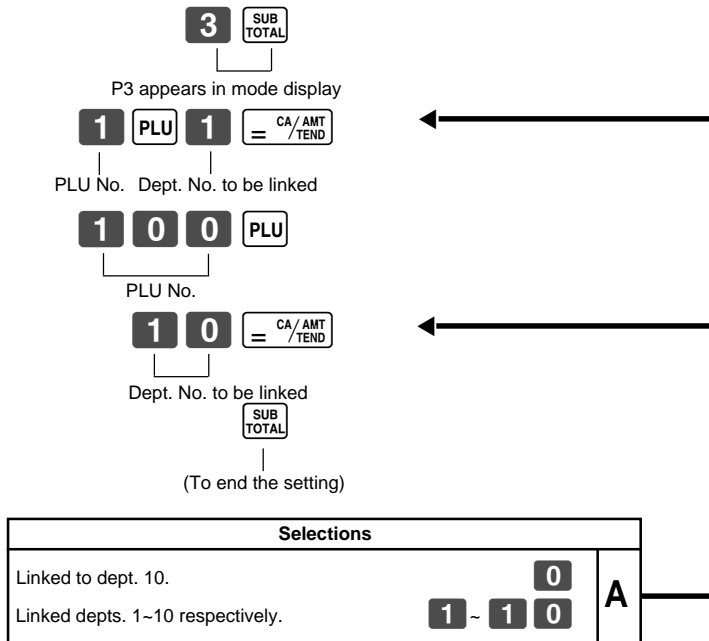 3 SUB TOTAL
P3 appears in mode display
1 PLU 1 = CA/AMT TEND
PLU No. Dept. No. to be linked
1 0 0 PLU
PLU No.
1 0 = CA/AMT TEND
Dept. No. to be linked
SUB TOTAL
(To end the setting)
Selections
Linked to dept. 10. 0
A
Linked depts. 1~10 respectively. 1 ~ 1 0